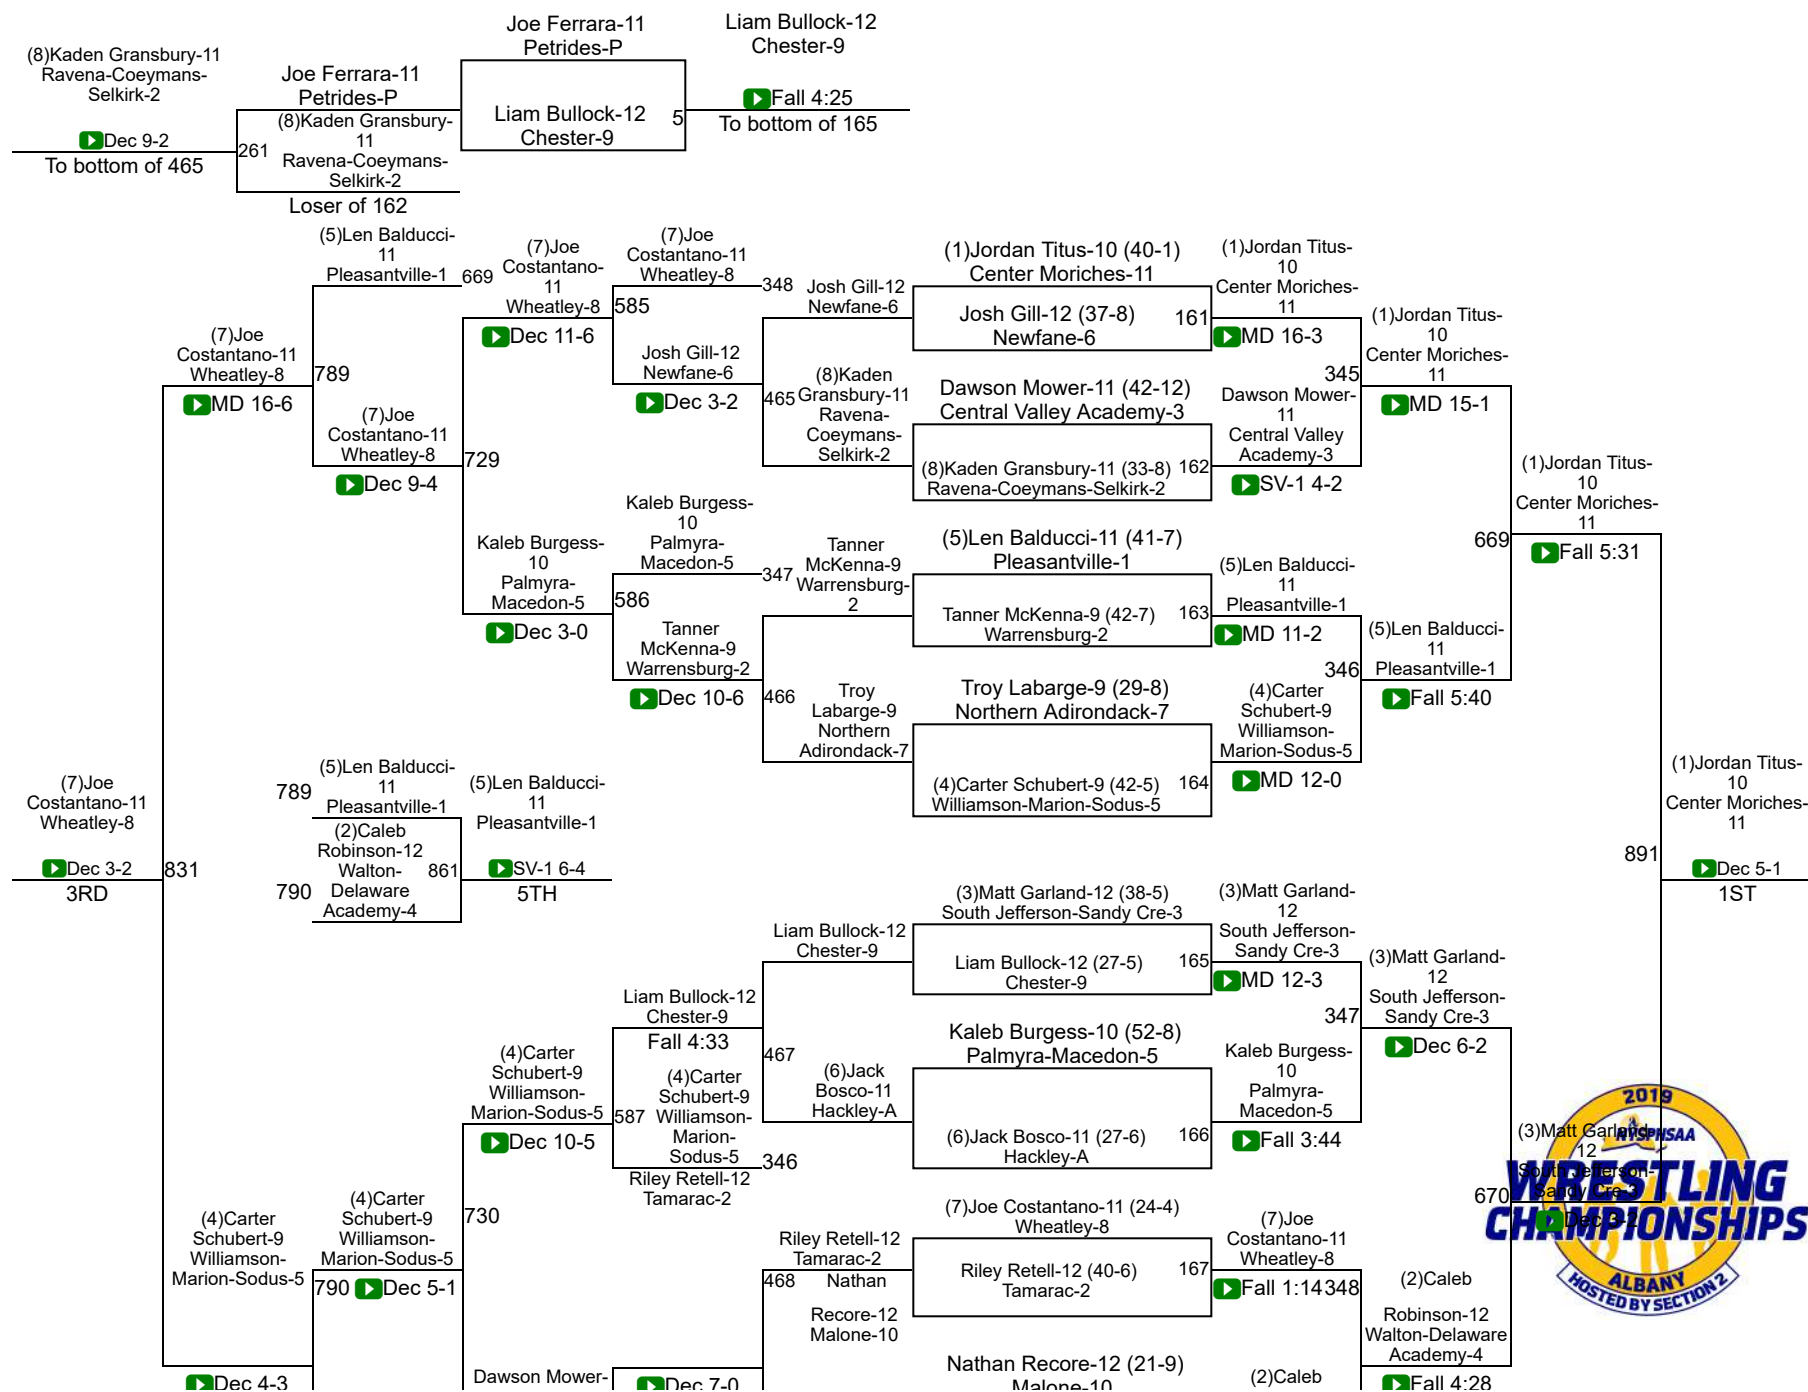 Joe Ferrara-11
Petrides-P
Liam Bullock-12
Chester-9
(8)Kaden Gransbury-11
Ravena-Coeymans-
Selkirk-2
Joe Ferrara-11
Petrides-P
Liam Bullock-12
Chester-9
5
Fall 4:25
To bottom of 165
Dec 9-2
To bottom of 465
261
(8)Kaden Gransbury-
11
Ravena-Coeymans-
Selkirk-2
Loser of 162
(5)Len Balducci-
11
Pleasantville-1
669
(7)Joe
Costantano-
11
Wheatley-8
Dec 11-6
(7)Joe
Costantano-11
Wheatley-8
348
585
Josh Gill-12
Newfane-6
Dec 3-2
Josh Gill-12
Newfane-6
465
(8)Kaden
Gransbury-11
Ravena-
Coeymans-
Selkirk-2
(1)Jordan Titus-10 (40-1)
Center Moriches-11
Josh Gill-12 (37-8)
Newfane-6
161
(1)Jordan Titus-
10
Center Moriches-
11
MD 16-3
Dawson Mower-11 (42-12)
Central Valley Academy-3
(8)Kaden Gransbury-11 (33-8)
Ravena-Coeymans-Selkirk-2
162
345
Dawson Mower-
11
Central Valley
Academy-3
SV-1 4-2
(1)Jordan Titus-
10
Center Moriches-
11
MD 15-1
(7)Joe
Costantano-11
Wheatley-8
MD 16-6
789
(7)Joe
Costantano-11
Wheatley-8
Dec 9-4
729
Kaleb Burgess-
10
Palmyra-
Macedon-5
Dec 3-0
Kaleb Burgess-
10
Palmyra-
Macedon-5
347
586
Tanner
McKenna-9
Warrensburg-2
Dec 10-6
Tanner
McKenna-9
Warrensburg-
2
466
Troy
Labarge-9
Northern
Adirondack-7
(5)Len Balducci-11 (41-7)
Pleasantville-1
Tanner McKenna-9 (42-7)
Warrensburg-2
163
(5)Len Balducci-
11
Pleasantville-1
MD 11-2
Troy Labarge-9 (29-8)
Northern Adirondack-7
(4)Carter Schubert-9 (42-5)
Williamson-Marion-Sodus-5
164
346
(4)Carter
Schubert-9
Williamson-
Marion-Sodus-5
MD 12-0
(5)Len Balducci-
11
Pleasantville-1
Fall 5:40
669
(1)Jordan Titus-
10
Center Moriches-
11
Fall 5:31
(7)Joe
Costantano-11
Wheatley-8
Dec 3-2
3RD
831
789
(5)Len Balducci-
11
Pleasantville-1
790
(2)Caleb
Robinson-12
Walton-
Delaware
Academy-4
861
(5)Len Balducci-
11
Pleasantville-1
SV-1 6-4
5TH
891
(1)Jordan Titus-
10
Center Moriches-
11
Dec 5-1
1ST
Liam Bullock-12
Chester-9
(3)Matt Garland-12 (38-5)
South Jefferson-Sandy Cre-3
Liam Bullock-12 (27-5)
Chester-9
165
(3)Matt Garland-
12
South Jefferson-
Sandy Cre-3
MD 12-3
Liam Bullock-12
Chester-9
Fall 4:33
467
(6)Jack
Bosco-11
Hackley-A
Kaleb Burgess-10 (52-8)
Palmyra-Macedon-5
(6)Jack Bosco-11 (27-6)
Hackley-A
166
347
Kaleb Burgess-
10
Palmyra-
Macedon-5
Fall 3:44
(3)Matt Garland-
12
South Jefferson-
Sandy Cre-3
Dec 6-2
(4)Carter
Schubert-9
Williamson-
Marion-Sodus-5
Dec 10-5
587
(4)Carter
Schubert-9
Williamson-
Marion-
Sodus-5
346
Riley Retell-12
Tamarac-2
730
(4)Carter
Schubert-9
Williamson-
Marion-Sodus-5
790
Dec 5-1
(4)Carter
Schubert-9
Williamson-
Marion-Sodus-5
Dec 4-3
Riley Retell-12
Tamarac-2
468
Nathan
Recore-12
Malone-10
(7)Joe Costantano-11 (24-4)
Wheatley-8
Riley Retell-12 (40-6)
Tamarac-2
167
(7)Joe
Costantano-11
Wheatley-8
Fall 1:14
348
(2)Caleb
Robinson-12
Walton-Delaware
Academy-4
Fall 4:28
670
(3)Matt Garland-
12
South Jefferson-
Sandy Cre-3
Dec 3-2
2019
NYSPHSAA
WRESTLING
CHAMPIONSHIPS
ALBANY
HOSTED BY SECTION 2
Dawson Mower-
Dec 7-0
Nathan Recore-12 (21-9)
Malone-10
(2)Caleb